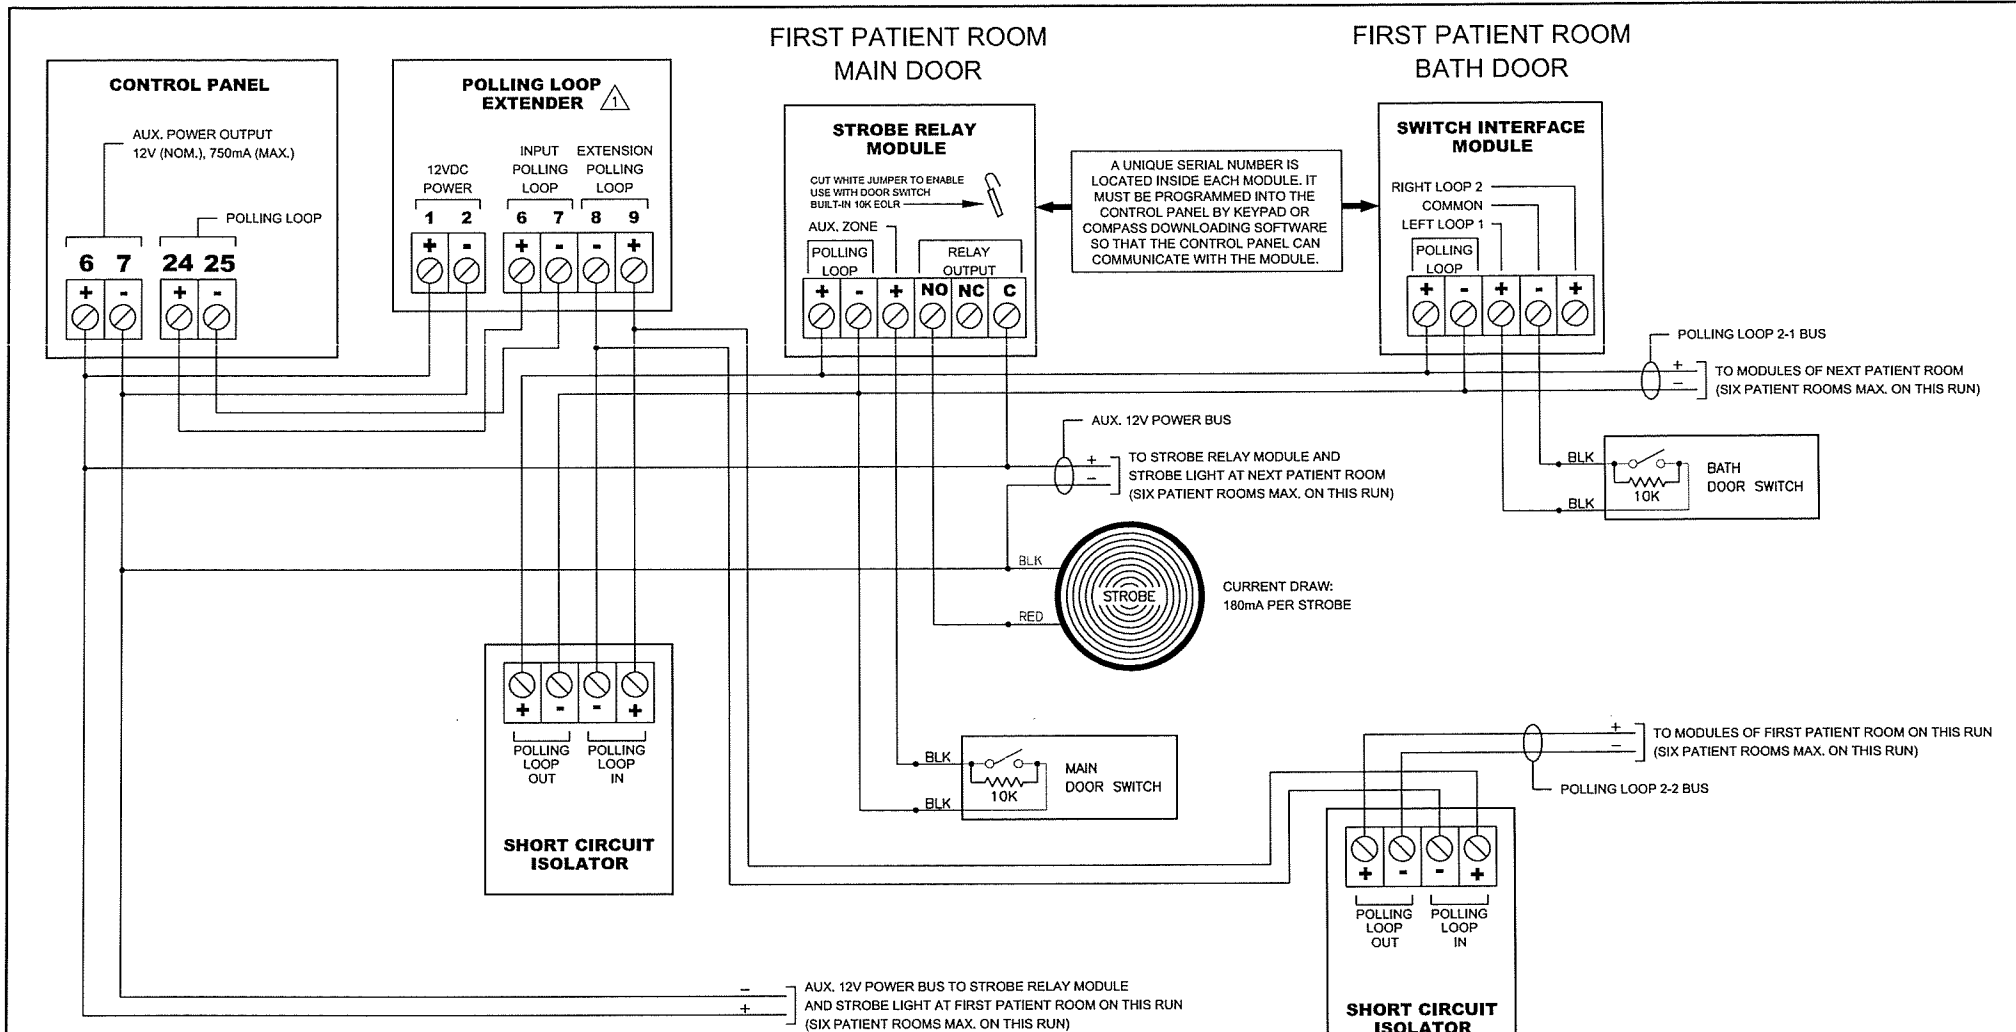 FIRST PATIENT ROOM
MAIN DOOR
FIRST PATIENT ROOM
BATH DOOR
CONTROL PANEL
AUX. POWER OUTPUT
12V (NOM.), 750mA (MAX.)
POLLING LOOP
6 7 24 25
+ - + -
POLLING LOOP
EXTENDER 1
12VDC
POWER
INPUT
POLLING
LOOP
EXTENSION
POLLING
LOOP
1 2 6 7 8 9
+ - + - - +
STROBE RELAY
MODULE
CUT WHITE JUMPER TO ENABLE
USE WITH DOOR SWITCH
BUILT-IN 10K EOLR
AUX. ZONE
POLLING
LOOP
RELAY
OUTPUT
+ - + NO NC C
A UNIQUE SERIAL NUMBER IS
LOCATED INSIDE EACH MODULE. IT
MUST BE PROGRAMMED INTO THE
CONTROL PANEL BY KEYPAD OR
COMPASS DOWNLOADING SOFTWARE
SO THAT THE CONTROL PANEL CAN
COMMUNICATE WITH THE MODULE.
SWITCH INTERFACE
MODULE
RIGHT LOOP 2
COMMON
LEFT LOOP 1
POLLING
LOOP
+ - + - +
POLLING LOOP 2-1 BUS
+
-
TO MODULES OF NEXT PATIENT ROOM
(SIX PATIENT ROOMS MAX. ON THIS RUN)
AUX. 12V POWER BUS
+
-
TO STROBE RELAY MODULE AND
STROBE LIGHT AT NEXT PATIENT ROOM
(SIX PATIENT ROOMS MAX. ON THIS RUN)
BLK
BLK
10K
BATH
DOOR SWITCH
BLK
RED
STROBE
CURRENT DRAW:
180mA PER STROBE
+ - - +
POLLING
LOOP
OUT
POLLING
LOOP
IN
SHORT CIRCUIT
ISOLATOR
BLK
BLK
10K
MAIN
DOOR SWITCH
+
-
TO MODULES OF FIRST PATIENT ROOM ON THIS RUN
(SIX PATIENT ROOMS MAX. ON THIS RUN)
POLLING LOOP 2-2 BUS
+ - - +
POLLING
LOOP
OUT
POLLING
LOOP
IN
SHORT CIRCUIT
ISOLATOR
-
+
AUX. 12V POWER BUS TO STROBE RELAY MODULE
AND STROBE LIGHT AT FIRST PATIENT ROOM ON THIS RUN
(SIX PATIENT ROOMS MAX. ON THIS RUN)